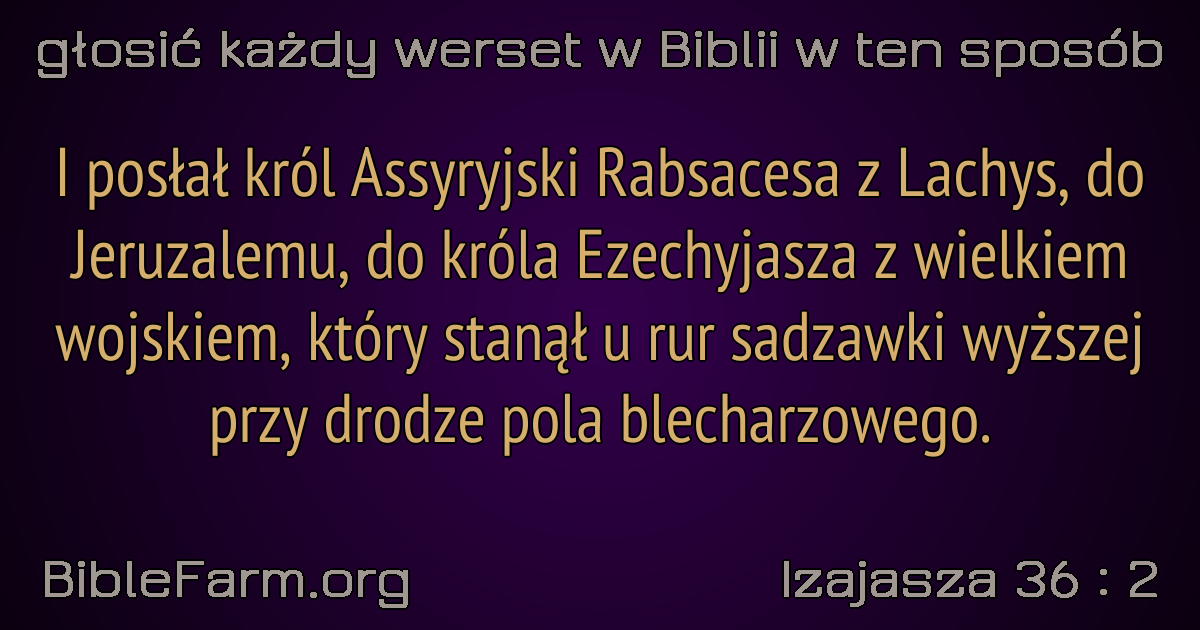 głosić każdy werset w Biblii w ten sposób
I posłał król Assyryjski Rabsacesa z Lachys, do
Jeruzalemu, do króla Ezechyjasza z wielkiem
wojskiem, który stanął u rur sadzawki wyższej
przy drodze pola blecharzowego.
BibleFarm.org
Izajasza 36 : 2